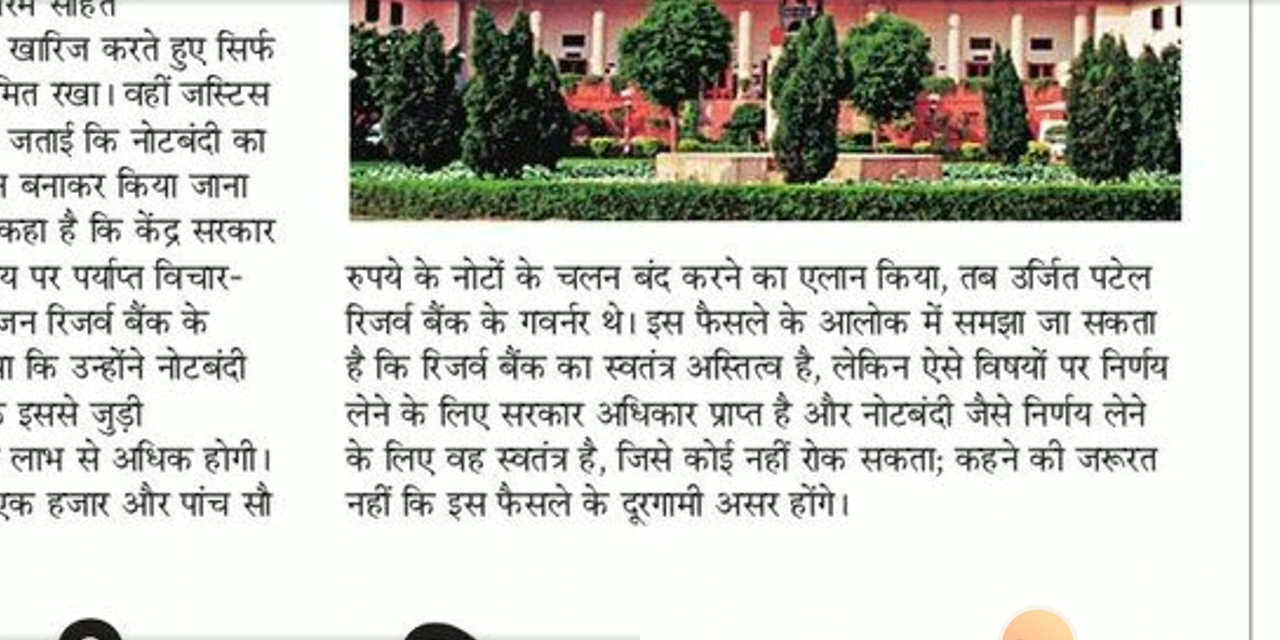 खारिज करते हुए सिर्फ
रखा। वहीं जस्टिस
जताई कि नोटबंदी का
बनाकर किया जाना
कहा है कि केंद्र सरकार
पर पर्याप्त विचार-
रिजर्व बैंक के
कि उन्होंने नोटबंदी
इससे जुड़ी
लाभ से अधिक होगी।
एक हजार और पांच सौ
रुपये के नोटों के चलन बंद करने का एलान किया, तब उर्जित पटेल
रिजर्व बैंक के गवर्नर थे। इस फैसले के आलोक में समझा जा सकता
है कि रिजर्व बैंक का स्वतंत्र अस्तित्व है, लेकिन ऐसे विषयों पर निर्णय
लेने के लिए सरकार अधिकार प्राप्त है और नोटबंदी जैसे निर्णय लेने
के लिए वह स्वतंत्र है, जिसे कोई नहीं रोक सकता; कहने की जरूरत
नहीं कि इस फैसले के दूरगामी असर होंगे।